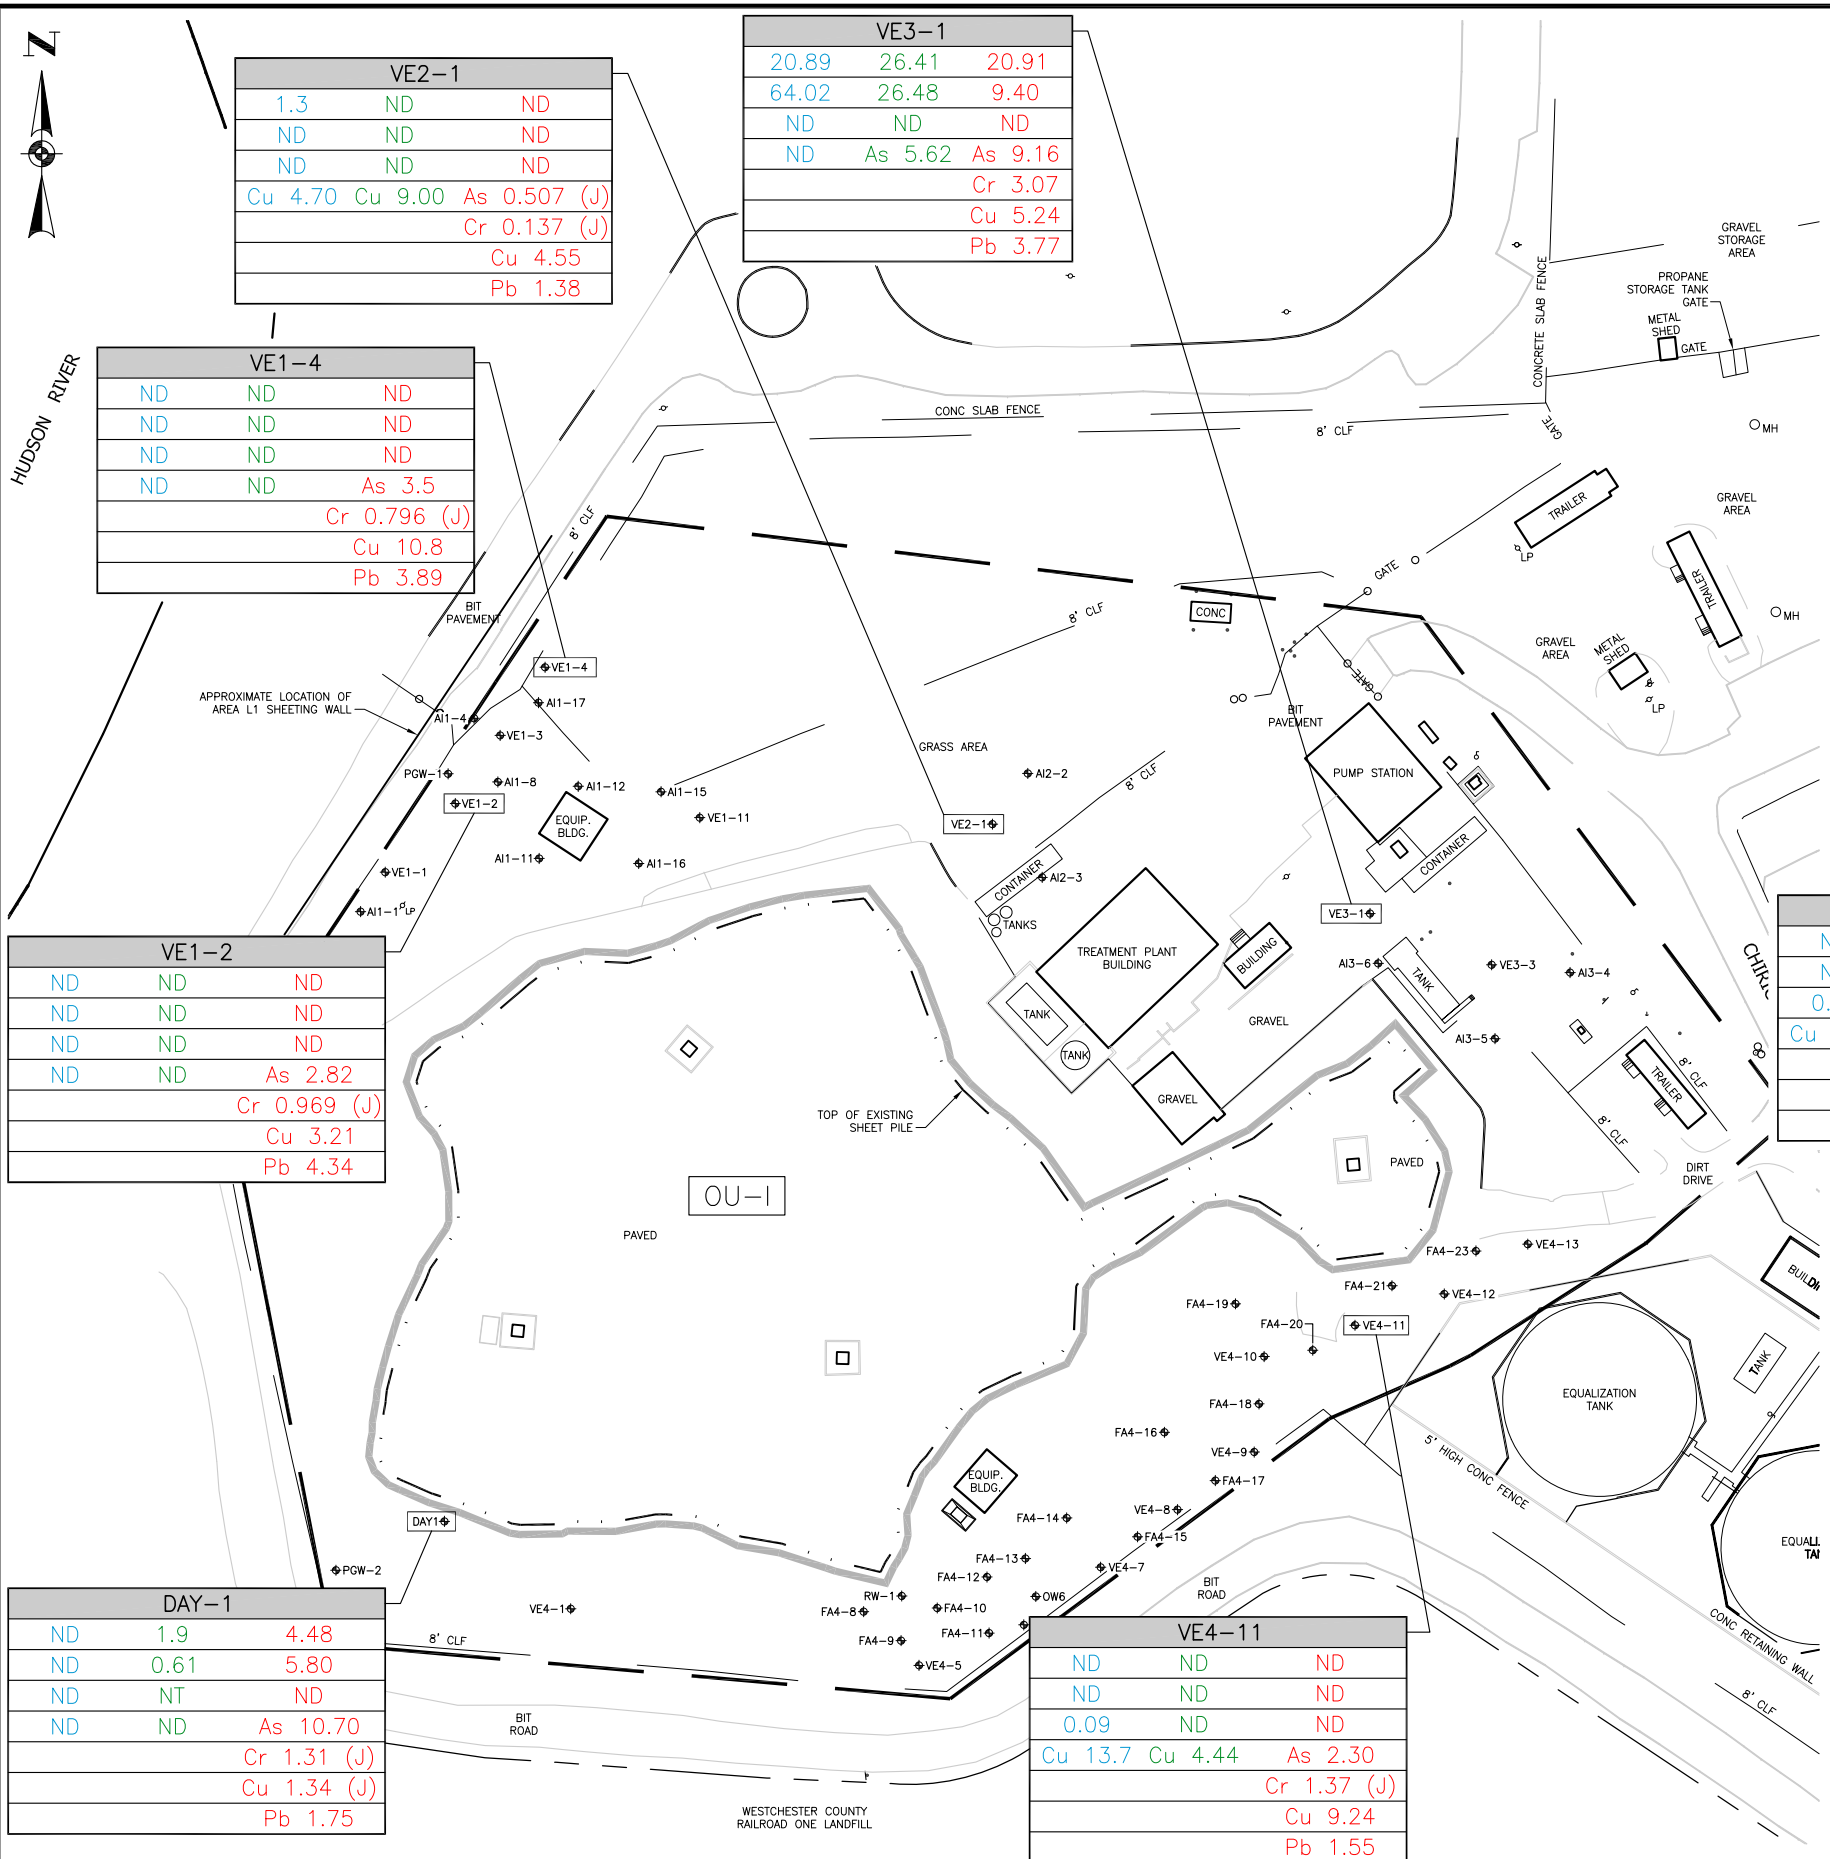 N
HUDSON RIVER
VE2-1
1.3 ND ND
ND ND ND
ND ND ND
Cu 4.70 Cu 9.00 As 0.507 (J)
Cr 0.137 (J)
Cu 4.55
Pb 1.38
VE3-1
20.89 26.41 20.91
64.02 26.48 9.40
ND ND ND
ND As 5.62 As 9.16
Cr 3.07
Cu 5.24
Pb 3.77
VE1-4
ND ND ND
ND ND ND
ND ND ND
ND ND As 3.5
Cr 0.796 (J)
Cu 10.8
Pb 3.89
GRAVEL
STORAGE
AREA
PROPANE
STORAGE TANK
GATE
METAL
SHED
GATE
CONCRETE SLAB FENCE
CONC SLAB FENCE
8' CLF
GATE
MH
8' CLF
TRAILER
GRAVEL
AREA
LP
GATE
TRAILER
MH
BIT
PAVEMENT
8' CLF
CONC
GRAVEL
AREA
METAL
SHED
LP
GATE
VE1-4
APPROXIMATE LOCATION OF
AREA L1 SHEETING WALL
AI1-17
AI1-4
VE1-3
BIT
PAVEMENT
GRASS AREA
PGW-1
AI1-8
AI1-12
AI1-15
AI2-2
8' CLF
PUMP STATION
VE1-2
VE1-11
VE2-1
EQUIP.
BLDG.
AI1-11
AI1-16
VE1-1
CONTAINER
AI2-3
CONTAINER
AI1-1
LP
TANKS
VE3-1
VE1-2
ND ND ND
ND ND ND
ND ND ND
ND ND As 2.82
Cr 0.969 (J)
Cu 3.21
Pb 4.34
TREATMENT PLANT
BUILDING
BUILDING
AI3-6
TANK
VE3-3
AI3-4
TANK
GRAVEL
TANK
AI3-5
8' CLF
TRAILER
GRAVEL
TOP OF EXISTING
SHEET PILE
8' CLF
PAVED
DIRT
DRIVE
OU-1
PAVED
FA4-23
VE4-13
FA4-21
VE4-12
FA4-19
FA4-20
VE4-11
VE4-10
TANK
EQUALIZATION
TANK
FA4-18
FA4-16
VE4-9
5' HIGH CONC FENCE
EQUIP.
BLDG.
FA4-17
VE4-8
FA4-14
DAY1
FA4-15
FA4-13
PGW-2
FA4-12
VE4-7
BIT
ROAD
RW-1
OW6
VE4-1
FA4-8
FA4-10
FA4-11
FA4-9
VE4-5
CONC RETAINING WALL
8' CLF
DAY-1
ND 1.9 4.48
ND 0.61 5.80
ND NT ND
ND ND As 10.70
Cr 1.31 (J)
Cu 1.34 (J)
Pb 1.75
8' CLF
BIT
ROAD
VE4-11
ND ND ND
ND ND ND
0.09 ND ND
Cu 13.7 Cu 4.44 As 2.30
Cr 1.37 (J)
Cu 9.24
Pb 1.55
WESTCHESTER COUNTY
RAILROAD ONE LANDFILL
Cu